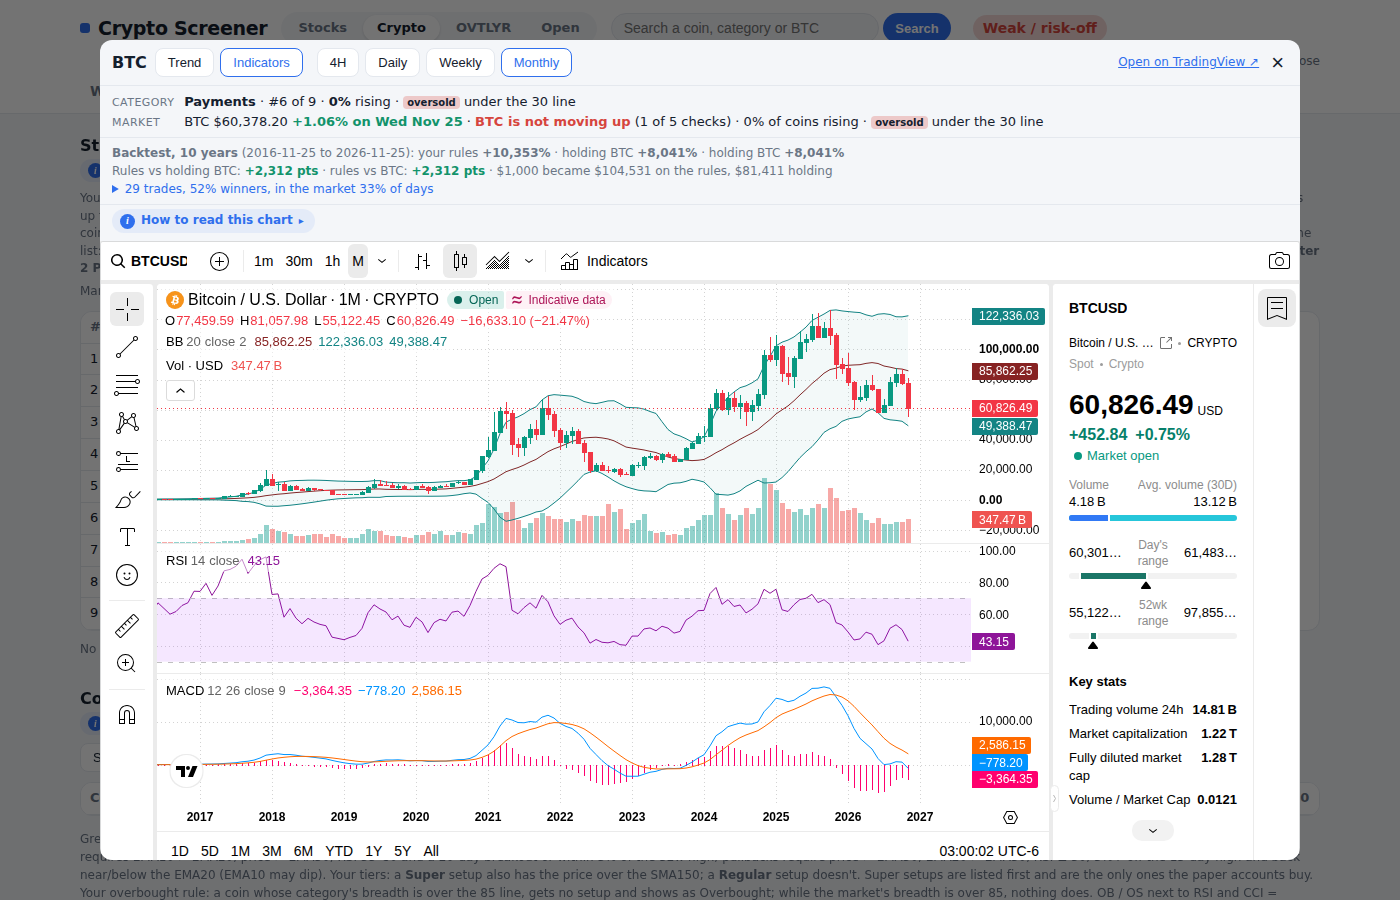 Crypto Screener Stocks Crypto OVTLYR Open Search a coin, category or BTC Search Weak / risk-off
BTC Trend Indicators 4H Daily Weekly Monthly Open on TradingView ↗ ✕
CATEGORY Payments · #6 of 9 · 0% rising · oversold under the 30 line
MARKET BTC $60,378.20 +1.06% on Wed Nov 25 · BTC is not moving up (1 of 5 checks) · 0% of coins rising · oversold under the 30 line
Backtest, 10 years (2016-11-25 to 2026-11-25): your rules +10,353% · holding BTC +8,041% · holding BTC +8,041%
Rules vs holding BTC: +2,312 pts · rules vs BTC: +2,312 pts · $1,000 became $104,531 on the rules, $81,411 holding
▶ 29 trades, 52% winners, in the market 33% of days
i How to read this chart ▸
BTCUSD 1m 30m 1h M Indicators
Bitcoin / U.S. Dollar · 1M · CRYPTO Open Indicative data
O77,459.59 H81,057.98 L55,122.45 C60,826.49 −16,633.10 (−21.47%)
BB 20 close 2 85,862.25 122,336.03 49,388.47
Vol · USD 347.47 B
122,336.03
100,000.00
85,862.25
60,826.49
49,388.47
40,000.00
20,000.00
0.00
347.47 B
−20,000.00
RSI 14 close 43.15
100.00
80.00
60.00
43.15
MACD 12 26 close 9 −3,364.35 −778.20 2,586.15
10,000.00
2,586.15
−778.20
−3,364.35
2017 2018 2019 2020 2021 2022 2023 2024 2025 2026 2027
1D 5D 1M 3M 6M YTD 1Y 5Y All 03:00:02 UTC-6
BTCUSD
Bitcoin / U.S. … • CRYPTO
Spot • Crypto
60,826.49 USD
+452.84 +0.75%
Market open
Volume Avg. volume (30D)
4.18 B 13.12 B
60,301… Day's range 61,483…
55,122… 52wk range 97,855…
Key stats
Trading volume 24h 14.81 B
Market capitalization 1.22 T
Fully diluted market cap 1.28 T
Volume / Market Cap 0.0121
#
1
2
3
4
5
6
7
8
9
near/below the EMA20 (EMA10 may dip). Your tiers: a Super setup also has the price over the SMA150; a Regular setup doesn't. Super setups are listed first and are the only ones the paper accounts buy.
Your overbought rule: a coin whose category's breadth is over the 85 line, gets no setup and shows as Overbought; while the market's breadth is over 85, nothing does. OB / OS next to RSI and CCI =